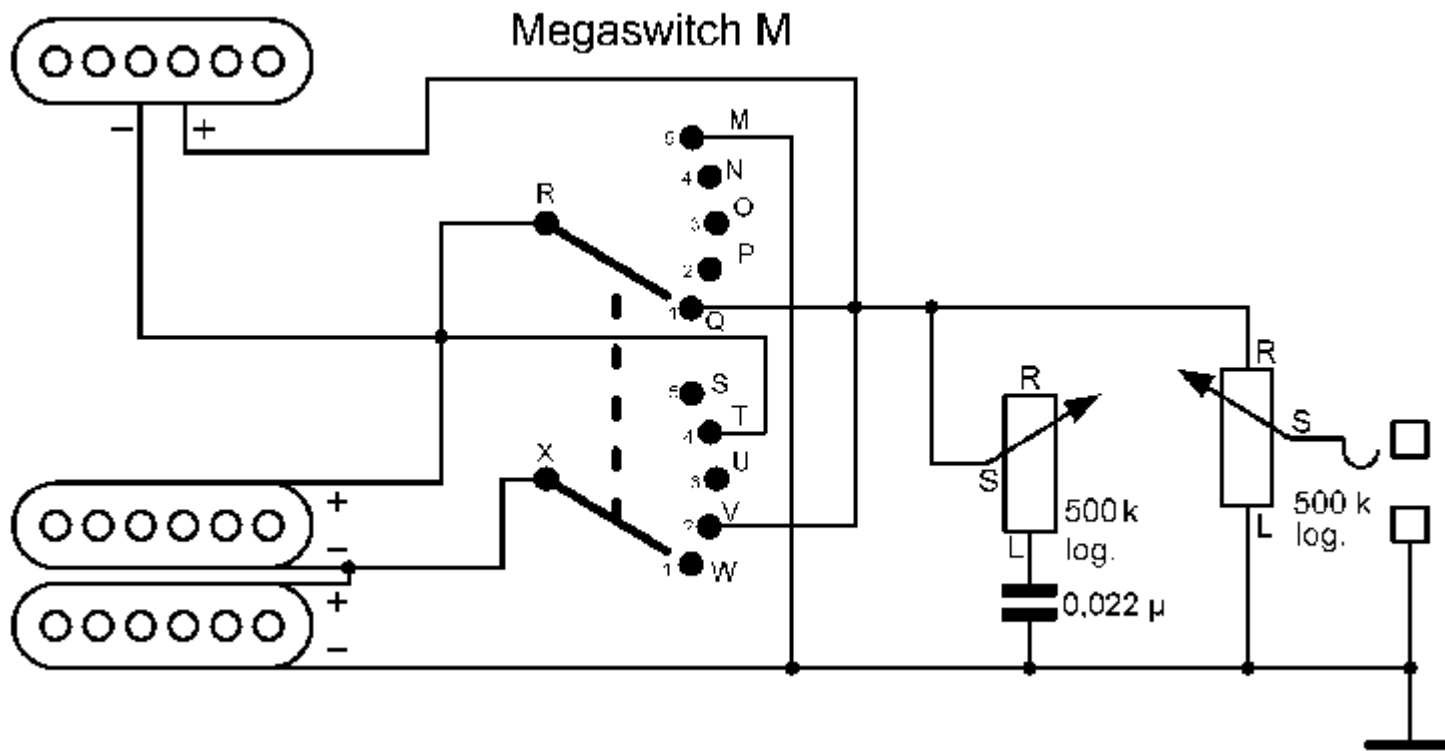 Megaswitch M
− +
5 M
4 N
R
3 O
2 P
1 Q
5 S
4 T
X
3 U
2 V
1 W
+
−
+
−
R
S
500 k
log.
L
0,022 µ
R
S
500 k
log.
L